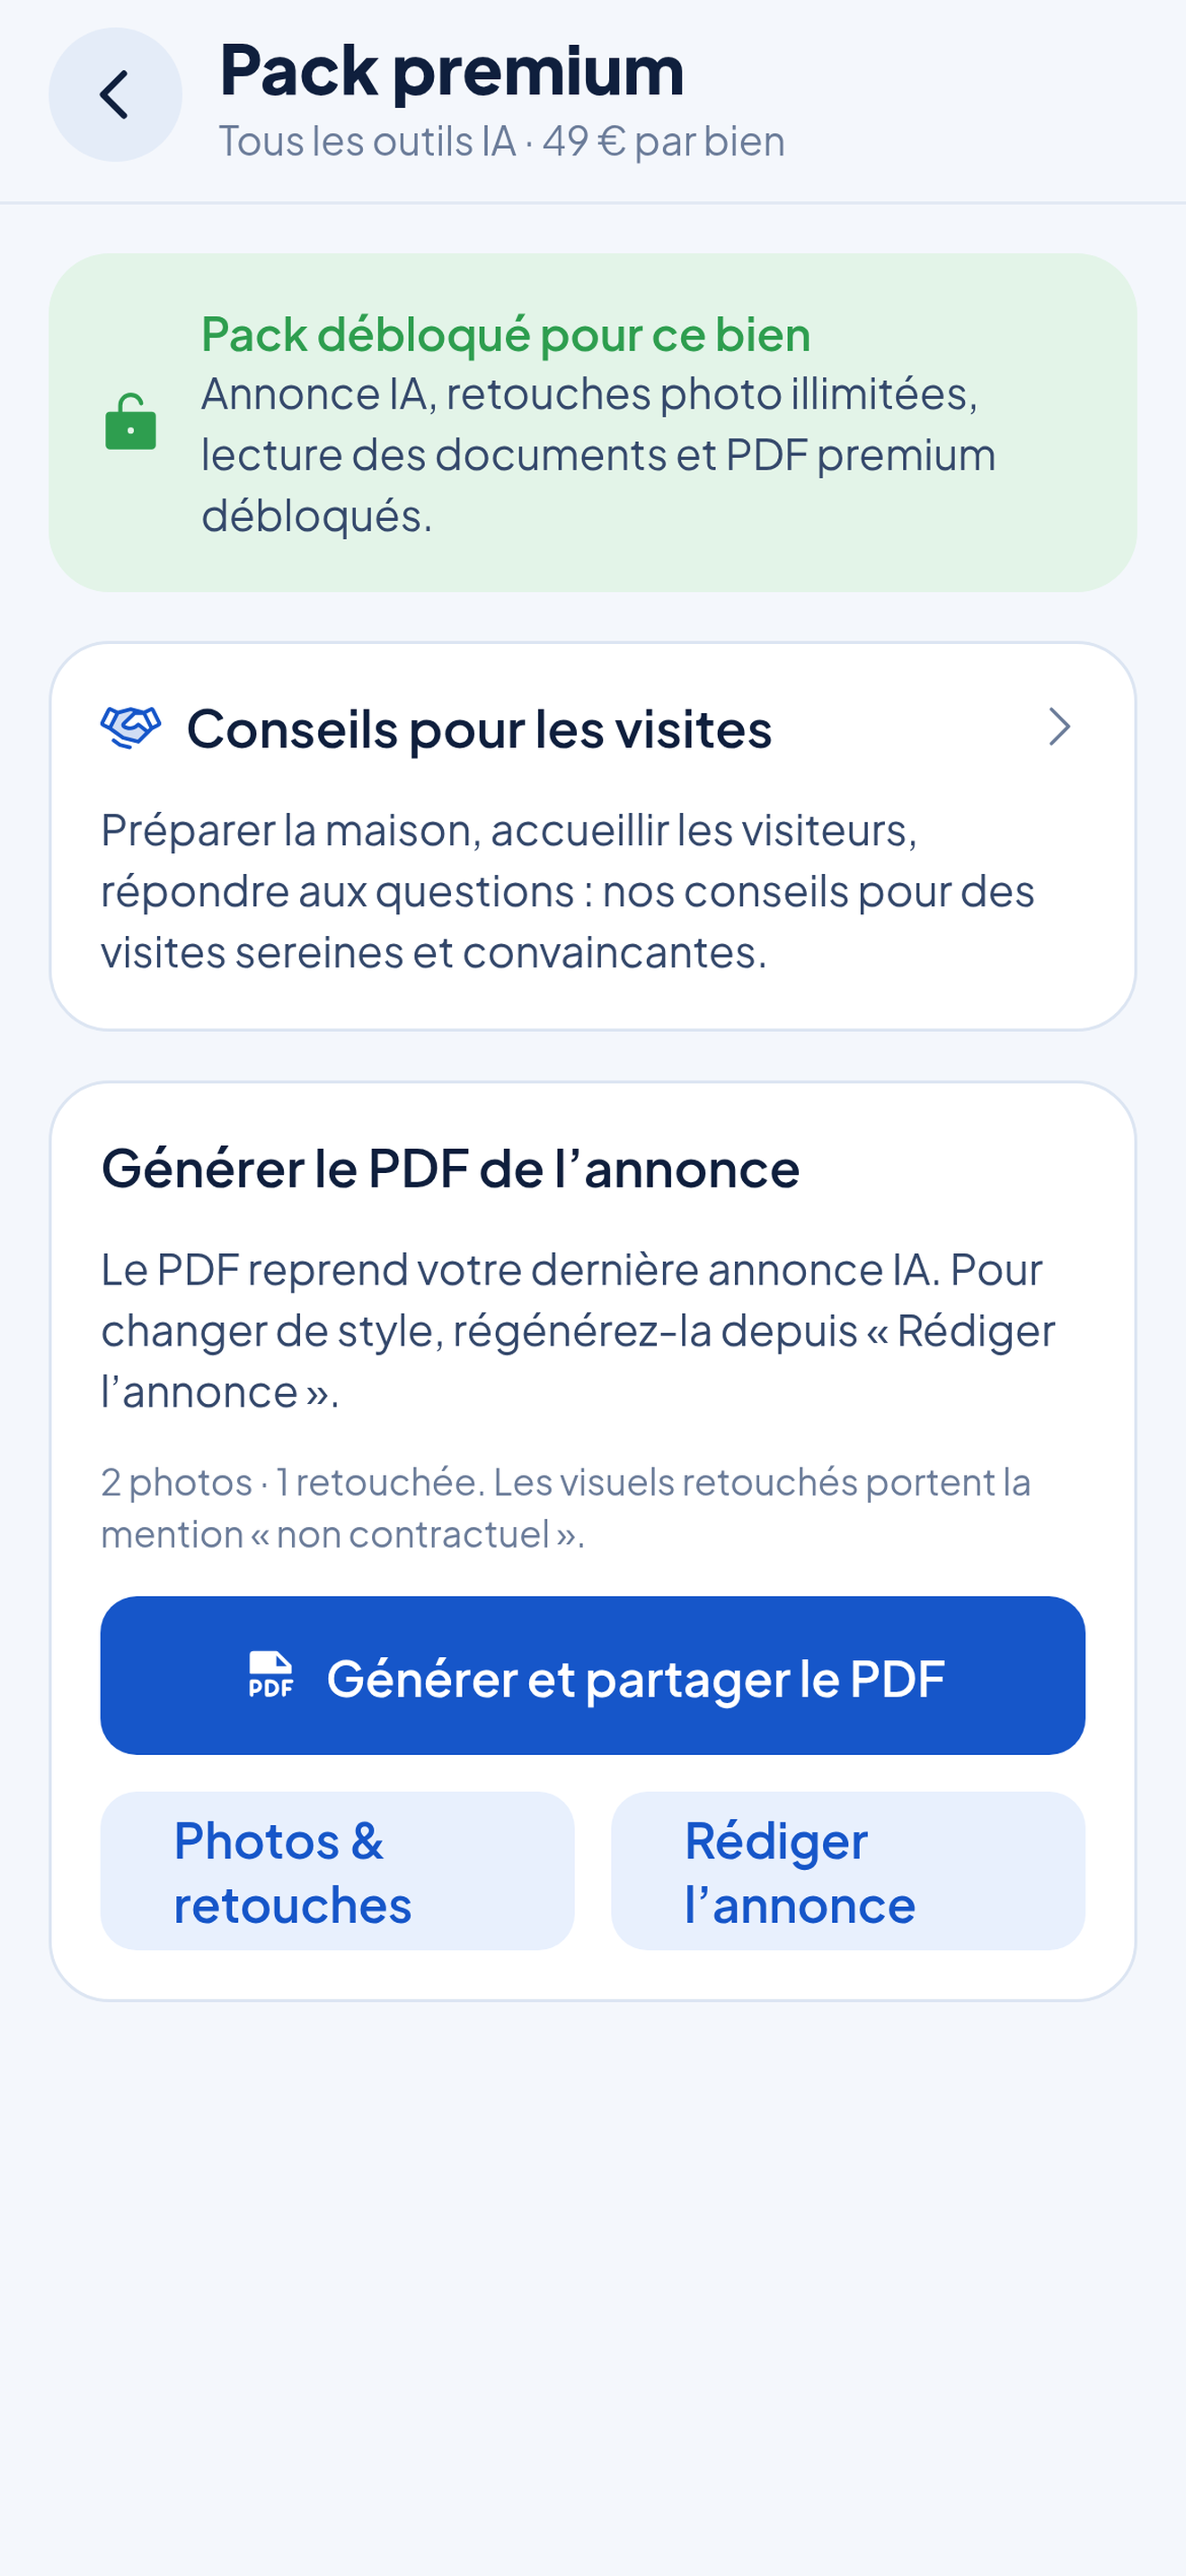 Pack premium
Tous les outils IA · 49 € par bien
Pack débloqué pour ce bien
Annonce IA, retouches photo illimitées,
lecture des documents et PDF premium
débloqués.
Conseils pour les visites
Préparer la maison, accueillir les visiteurs,
répondre aux questions : nos conseils pour des
visites sereines et convaincantes.
Générer le PDF de l’annonce
Le PDF reprend votre dernière annonce IA. Pour
changer de style, régénérez-la depuis « Rédiger
l’annonce ».
2 photos · 1 retouchée. Les visuels retouchés portent la
mention « non contractuel ».
PDF Générer et partager le PDF
Photos &
retouches
Rédiger
l’annonce